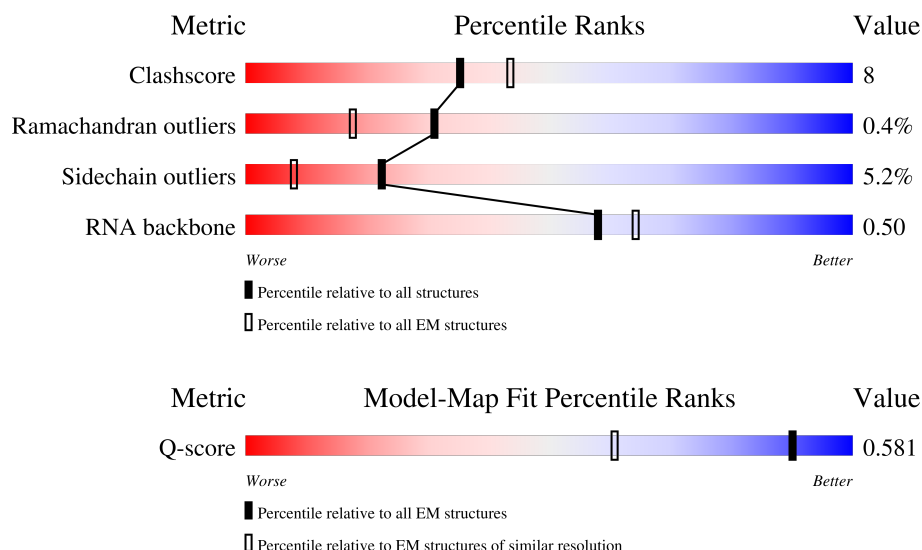 Metric Percentile Ranks Value
Clashscore 8
Ramachandran outliers 0.4%
Sidechain outliers 5.2%
RNA backbone 0.50
Worse Better
Percentile relative to all structures
Percentile relative to all EM structures
Metric Model-Map Fit Percentile Ranks Value
Q-score 0.581
Worse Better
Percentile relative to all EM structures
Percentile relative to EM structures of similar resolution